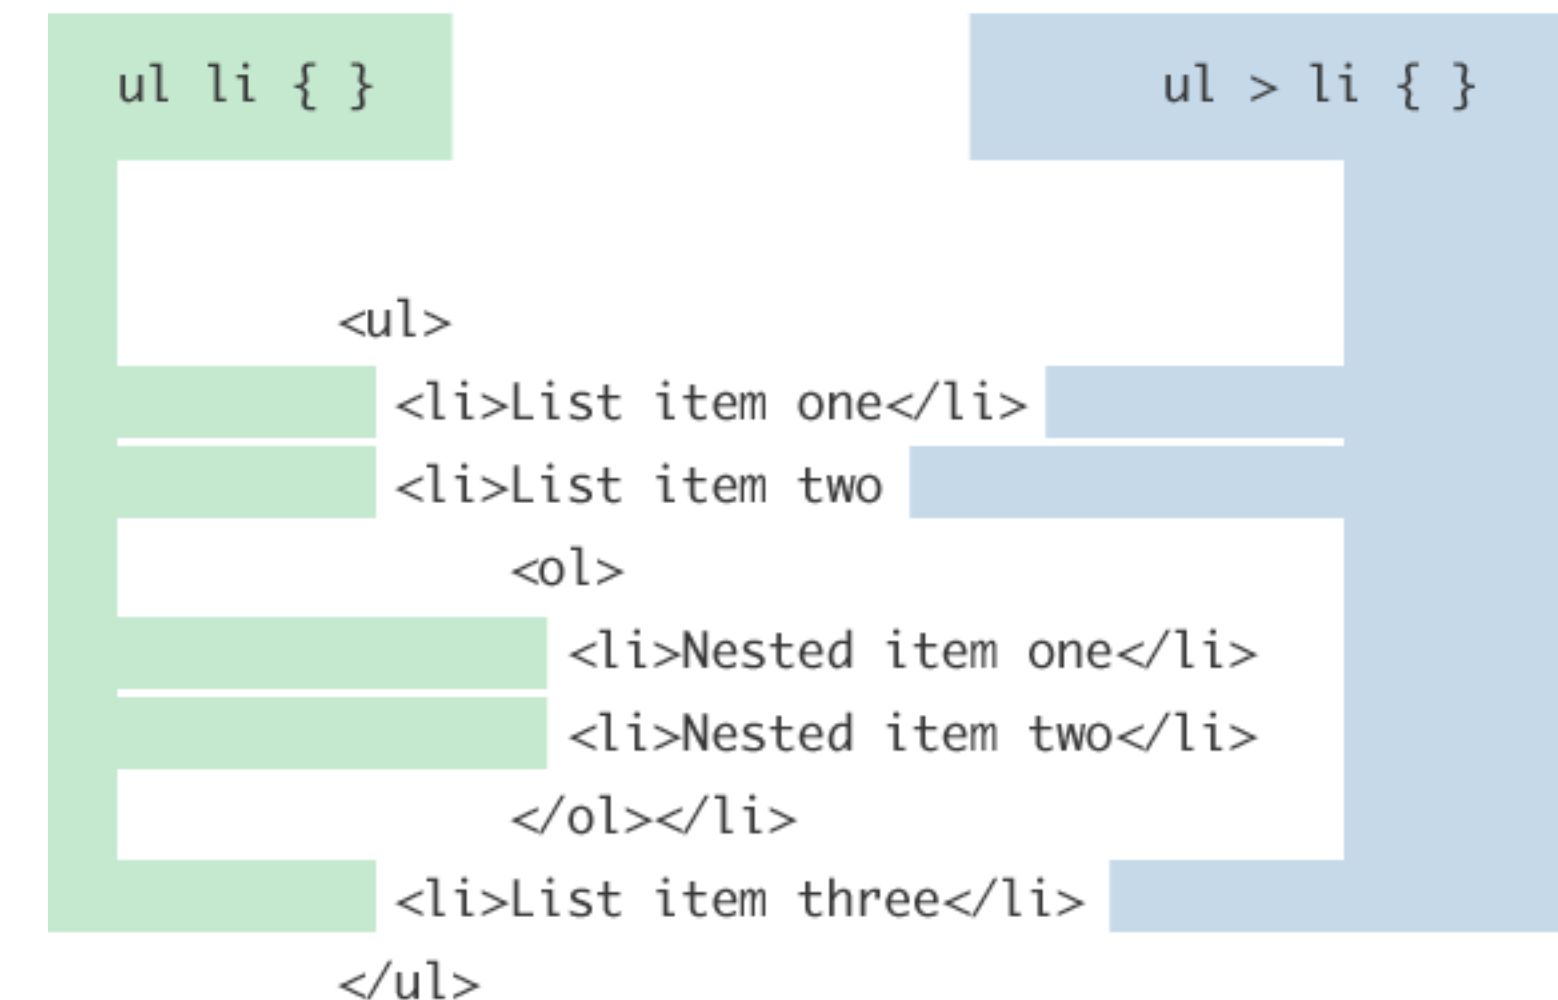 ul li { }
ul > li { }
<ul>
<li>List item one</li>
<li>List item two
<ol>
<li>Nested item one</li>
<li>Nested item two</li>
</ol></li>
<li>List item three</li>
</ul>